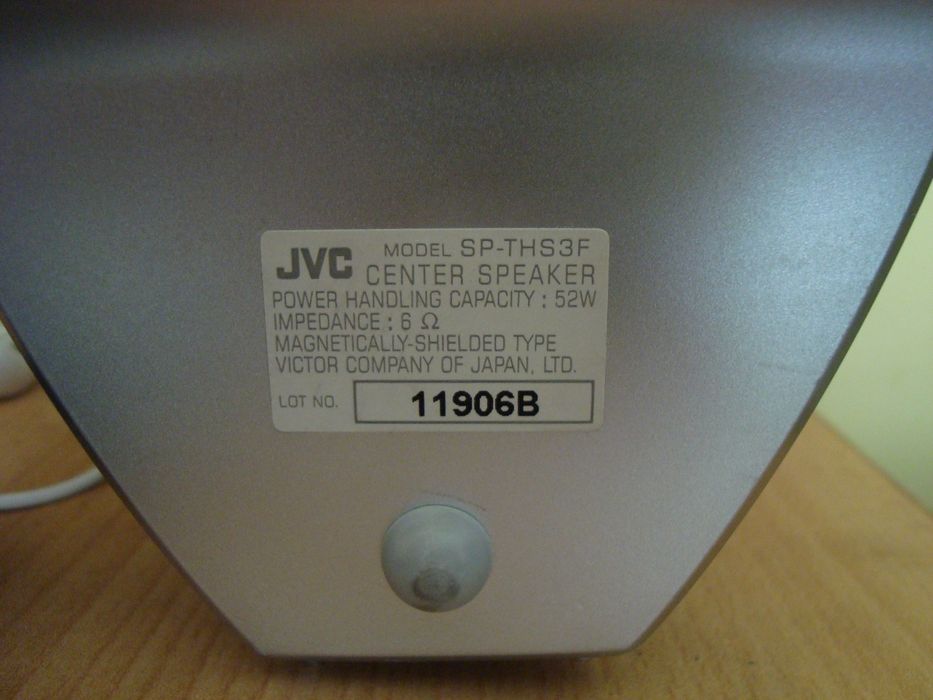 JVC MODEL SP-THS3F
CENTER SPEAKER
POWER HANDLING CAPACITY : 52W
IMPEDANCE : 6 Ω
MAGNETICALLY-SHIELDED TYPE
VICTOR COMPANY OF JAPAN, LTD.
LOT NO. 11906B